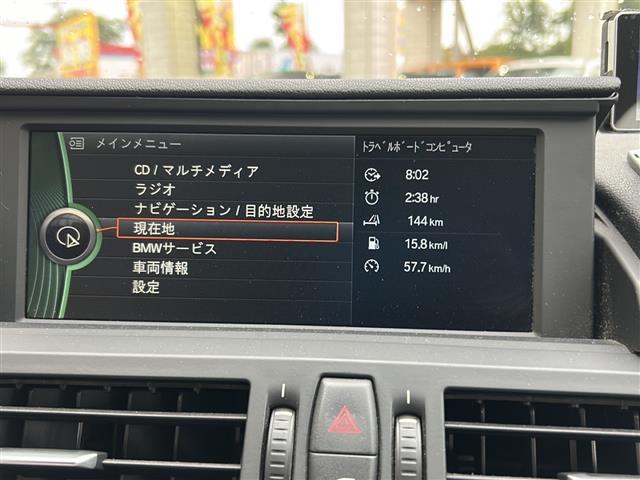 メインメニュー
CD / マルチメディア
ラジオ
ナビゲーション / 目的地設定
現在地
BMWサービス
車両情報
設定
ﾄﾗﾍﾞﾙﾎﾞｰﾄﾞｺﾝﾋﾟｭｰﾀ
8:02
2:38 hr
144 km
15.8 km/l
57.7 km/h